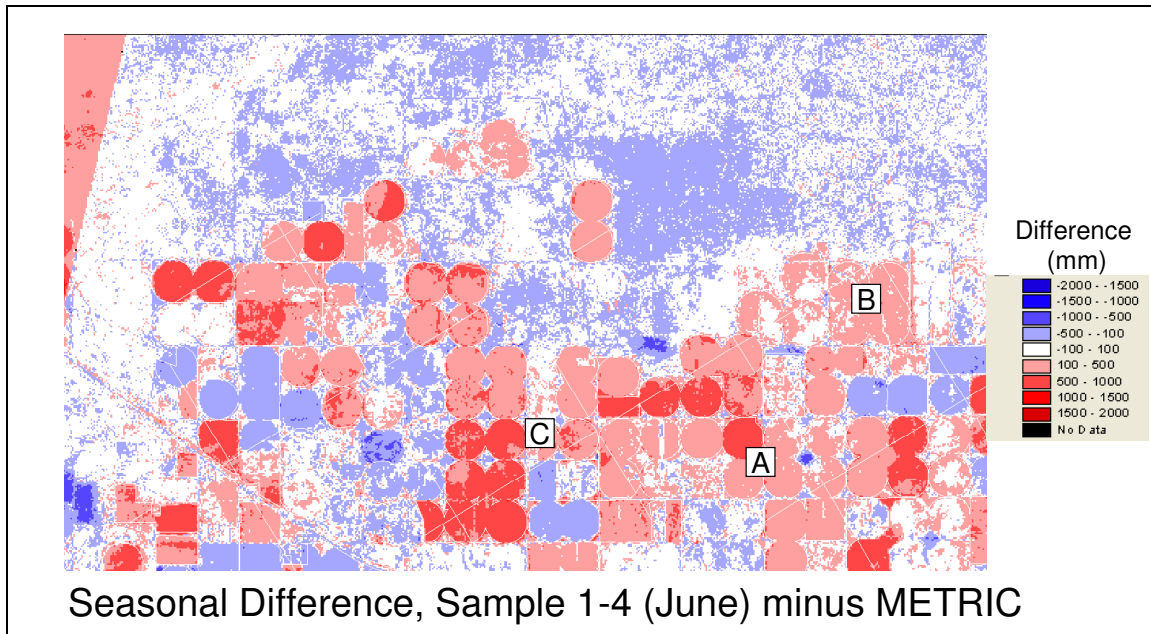 B
C
A
Difference
(mm)
-2000 - -1500
-1500 - -1000
-1000 - -500
-500 - -100
-100 - 100
100 - 500
500 - 1000
1000 - 1500
1500 - 2000
No Data
Seasonal Difference, Sample 1-4 (June) minus METRIC